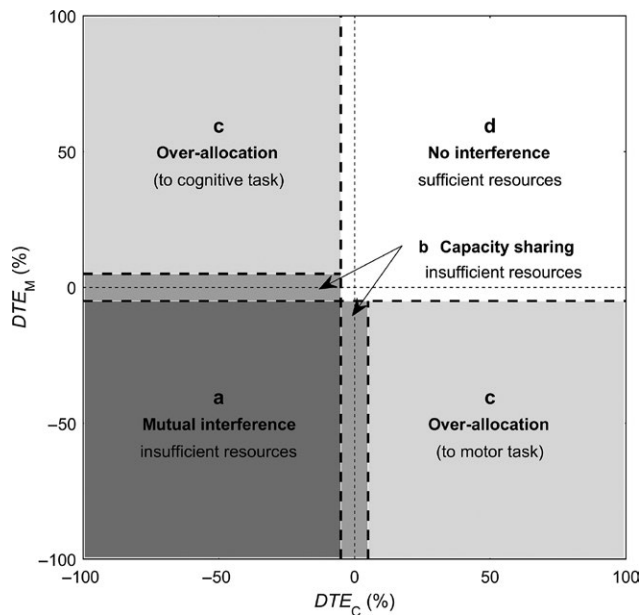 100
c
Over-allocation
(to cognitive task)
d
No interference
sufficient resources
50
b Capacity sharing
insufficient resources
0
DTE_M (%)
a
Mutual interference
insufficient resources
c
Over-allocation
(to motor task)
−50
−100
−100 −50 0 50 100
DTE_C (%)